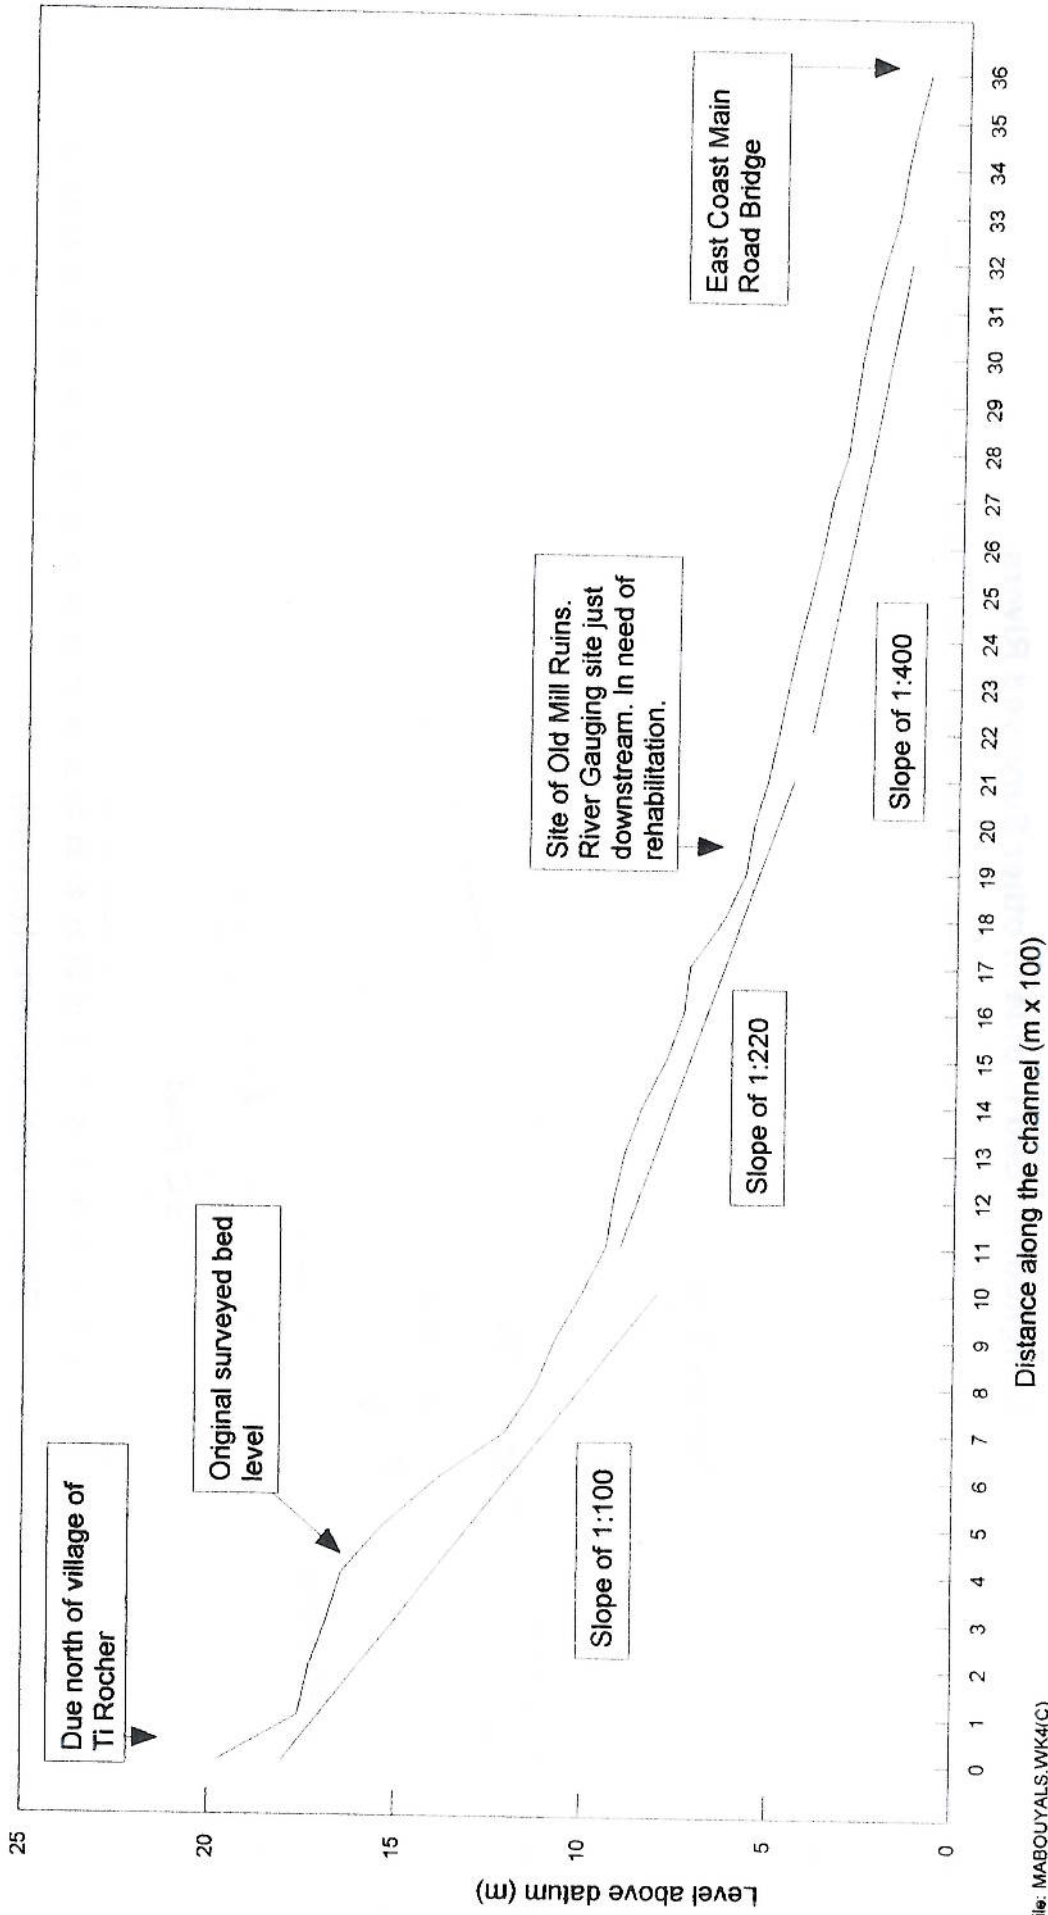 Due north of village of
Ti Rocher
Original surveyed bed
level
Site of Old Mill Ruins.
River Gauging site just
downstream. In need of
rehabilitation.
East Coast Main
Road Bridge
Slope of 1:100
Slope of 1:220
Slope of 1:400
Level above datum (m)
25
20
15
10
5
0
0 1 2 3 4 5 6 7 8 9 10 11 12 13 14 15 16 17 18 19 20 21 22 23 24 25 26 27 28 29 30 31 32 33 34 35 36
Distance along the channel (m x 100)
ile: MABOUYALS.WK4(C)